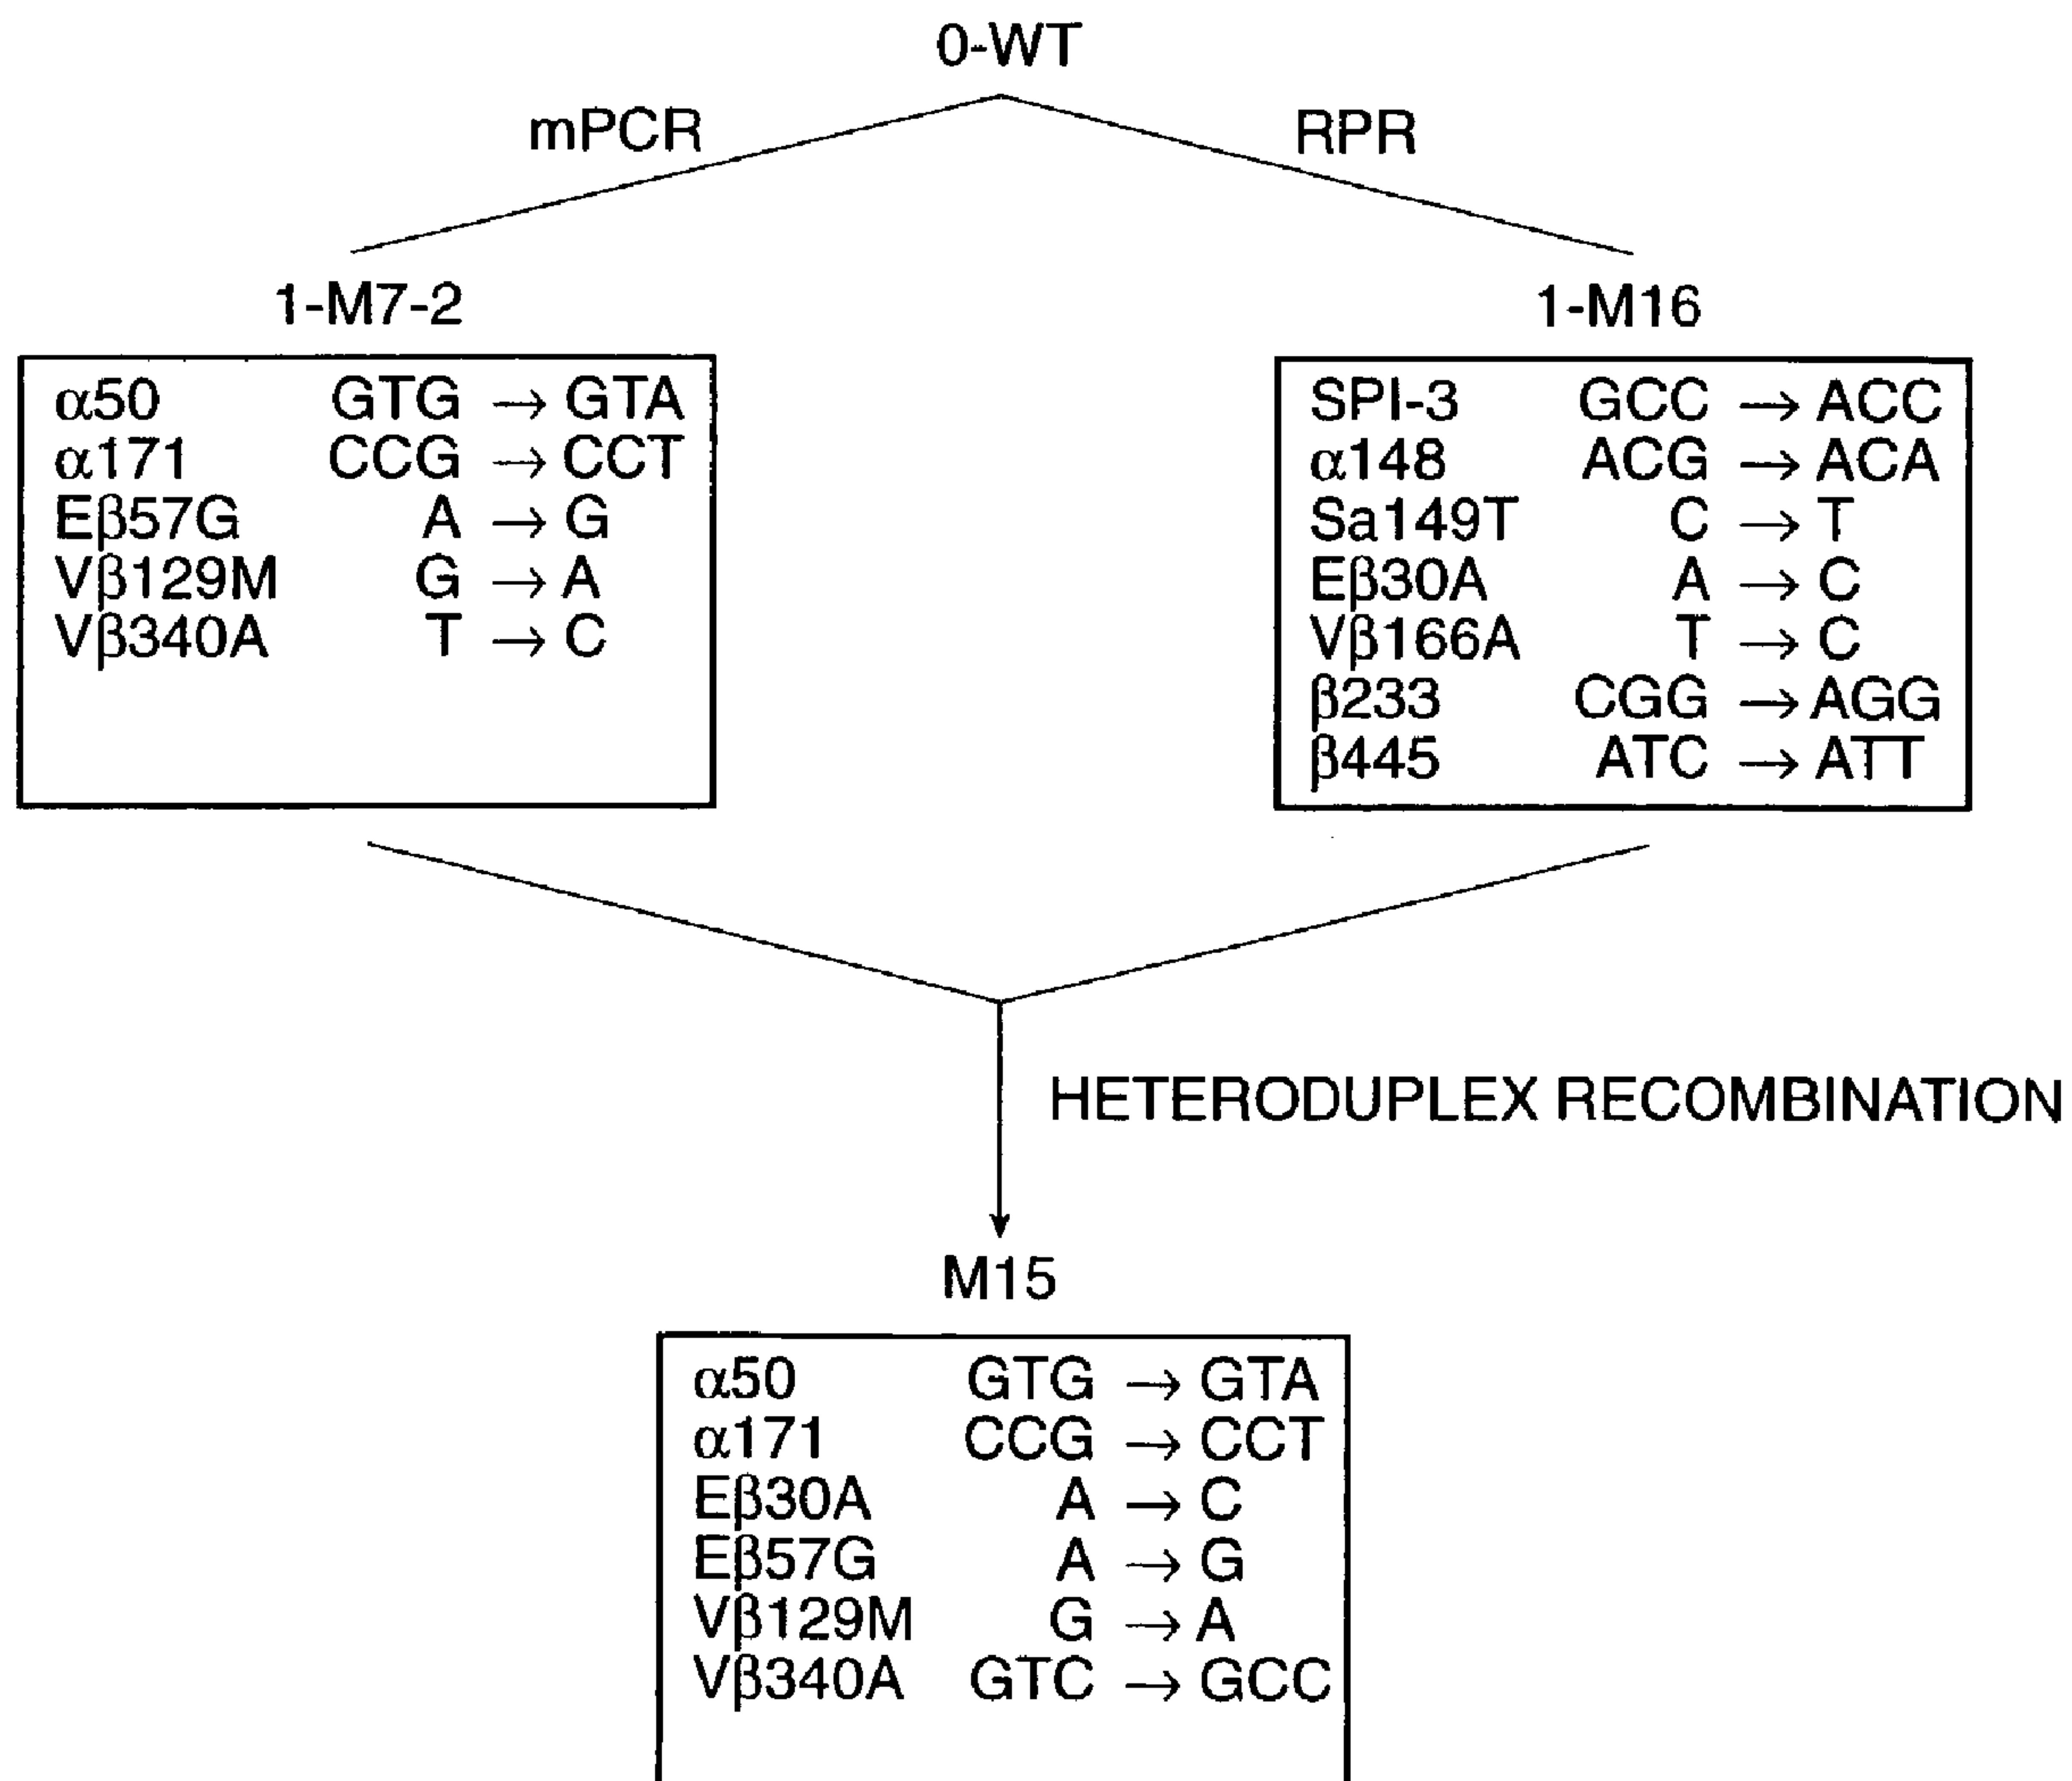 0-WT
mPCR
RPR
1-M7-2
α50 GTG → GTA
α171 CCG → CCT
Eβ57G A → G
Vβ129M G → A
Vβ340A T → C
1-M16
SPI-3 GCC → ACC
α148 ACG → ACA
Sa149T C → T
Eβ30A A → C
Vβ166A T → C
β233 CGG → AGG
β445 ATC → ATT
HETERODUPLEX RECOMBINATION
M15
α50 GTG → GTA
α171 CCG → CCT
Eβ30A A → C
Eβ57G A → G
Vβ129M G → A
Vβ340A GTC → GCC